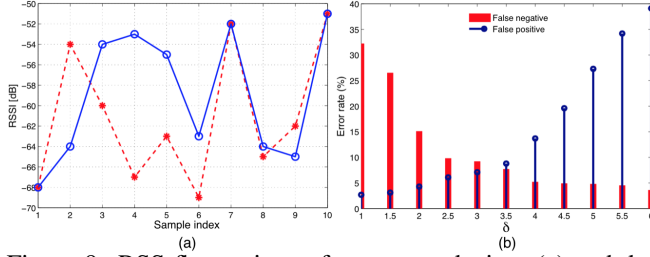 −50
−52
−54
−56
−58
−60
−62
−64
−66
−68
−70
RSSI [dB]
1 2 3 4 5 6 7 8 9 10
Sample index
(a)
40
35
30
25
20
15
10
5
0
Error rate (%)
False negative
False positive
1 1.5 2 2.5 3 3.5 4 4.5 5 5.5 6
δ
(b)